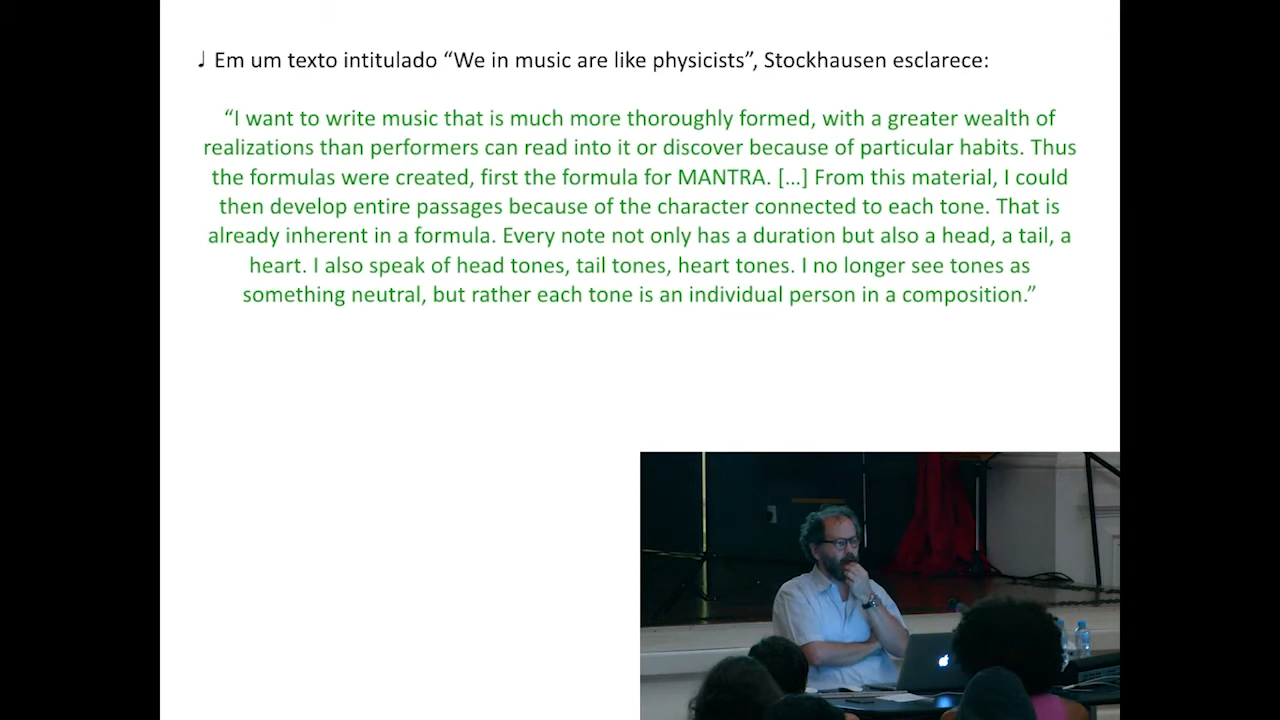 ♩ Em um texto intitulado “We in music are like physicists”, Stockhausen esclarece:
“I want to write music that is much more thoroughly formed, with a greater wealth of
realizations than performers can read into it or discover because of particular habits. Thus
the formulas were created, first the formula for MANTRA. [...] From this material, I could
then develop entire passages because of the character connected to each tone. That is
already inherent in a formula. Every note not only has a duration but also a head, a tail, a
heart. I also speak of head tones, tail tones, heart tones. I no longer see tones as
something neutral, but rather each tone is an individual person in a composition.”